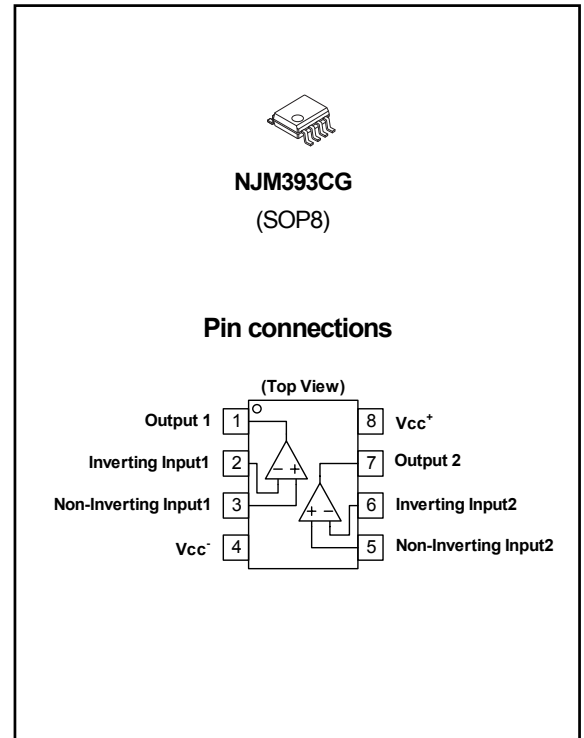 NJM393CG
(SOP8)
Pin connections
(Top View)
Output 1 1 8 Vcc+
Inverting Input1 2 - + 7 Output 2
Non-Inverting Input1 3 + - 6 Inverting Input2
Vcc- 4 5 Non-Inverting Input2